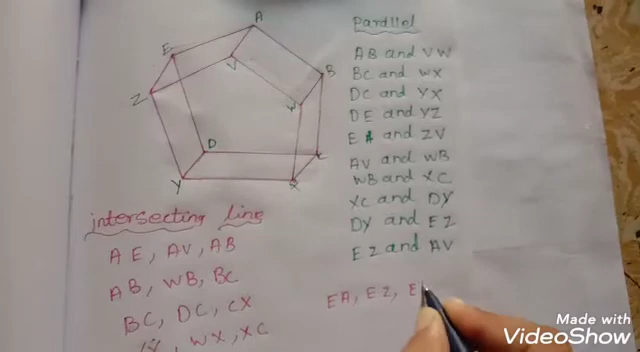 A
E
B
V
Z
W
D
C
Y
X
Parallel
AB and VW
BC and WX
DC and YX
DE and YZ
EA and ZV
AV and WB
WB and XC
XC and DY
DY and EZ
EZ and AV
intersecting line
AE, AV, AB
AB, WB, BC
BC, DC, CX
, WX, XC
EA, EZ, E
Made with
VideoShow